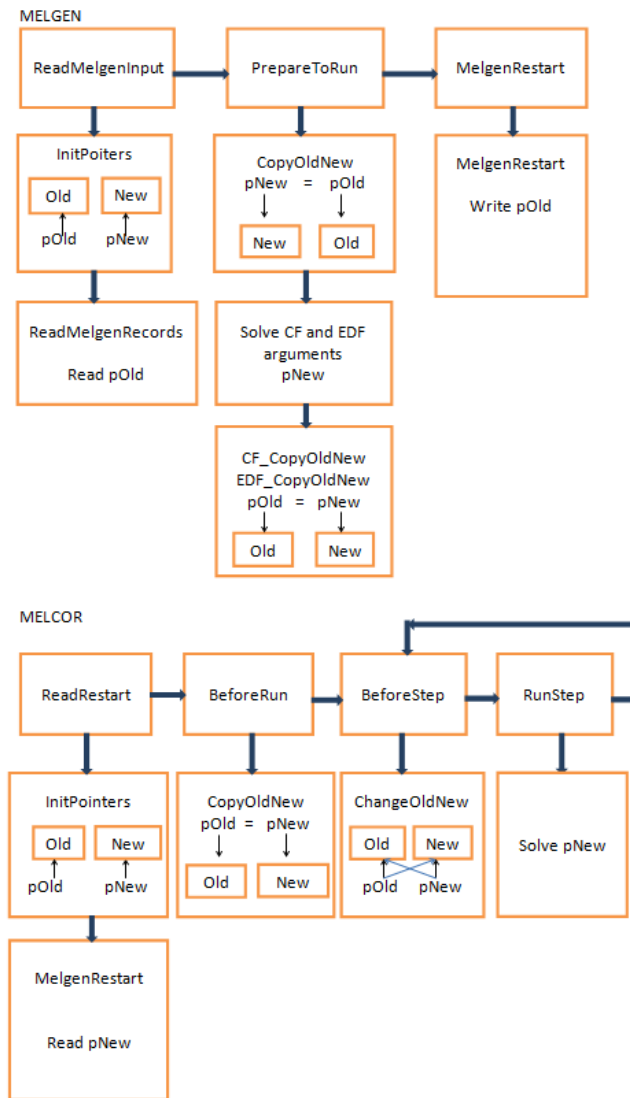 MELGEN
ReadMelgenInput
PrepareToRun
MelgenRestart
InitPoiters
Old New
pOld pNew
CopyOldNew
pNew = pOld
New Old
MelgenRestart
Write pOld
ReadMelgenRecords
Read pOld
Solve CF and EDF
arguments
pNew
CF_CopyOldNew
EDF_CopyOldNew
pOld = pNew
Old New
MELCOR
ReadRestart
BeforeRun
BeforeStep
RunStep
InitPointers
Old New
pOld pNew
CopyOldNew
pOld = pNew
Old New
ChangeOldNew
Old New
pOld pNew
Solve pNew
MelgenRestart
Read pNew